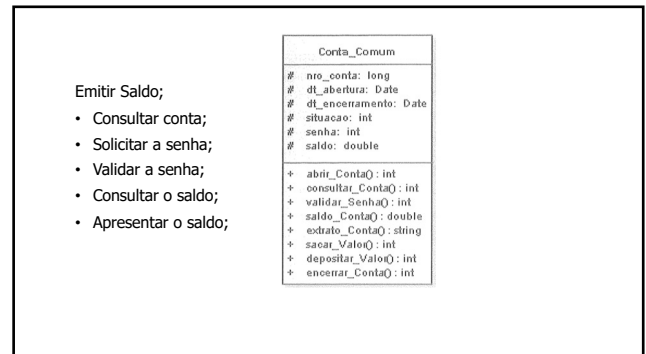 Emitir Saldo;
• Consultar conta;
• Solicitar a senha;
• Validar a senha;
• Consultar o saldo;
• Apresentar o saldo;
Conta_Comum
# nro_conta: long
# dt_abertura: Date
# dt_encerramento: Date
# situacao: int
# senha: int
# saldo: double
+ abrir_Conta() : int
+ consultar_Conta() : int
+ validar_Senha() : int
+ saldo_Conta() : double
+ extrato_Conta() : string
+ sacar_Valor() : int
+ depositar_Valor() : int
+ encerrar_Conta() : int